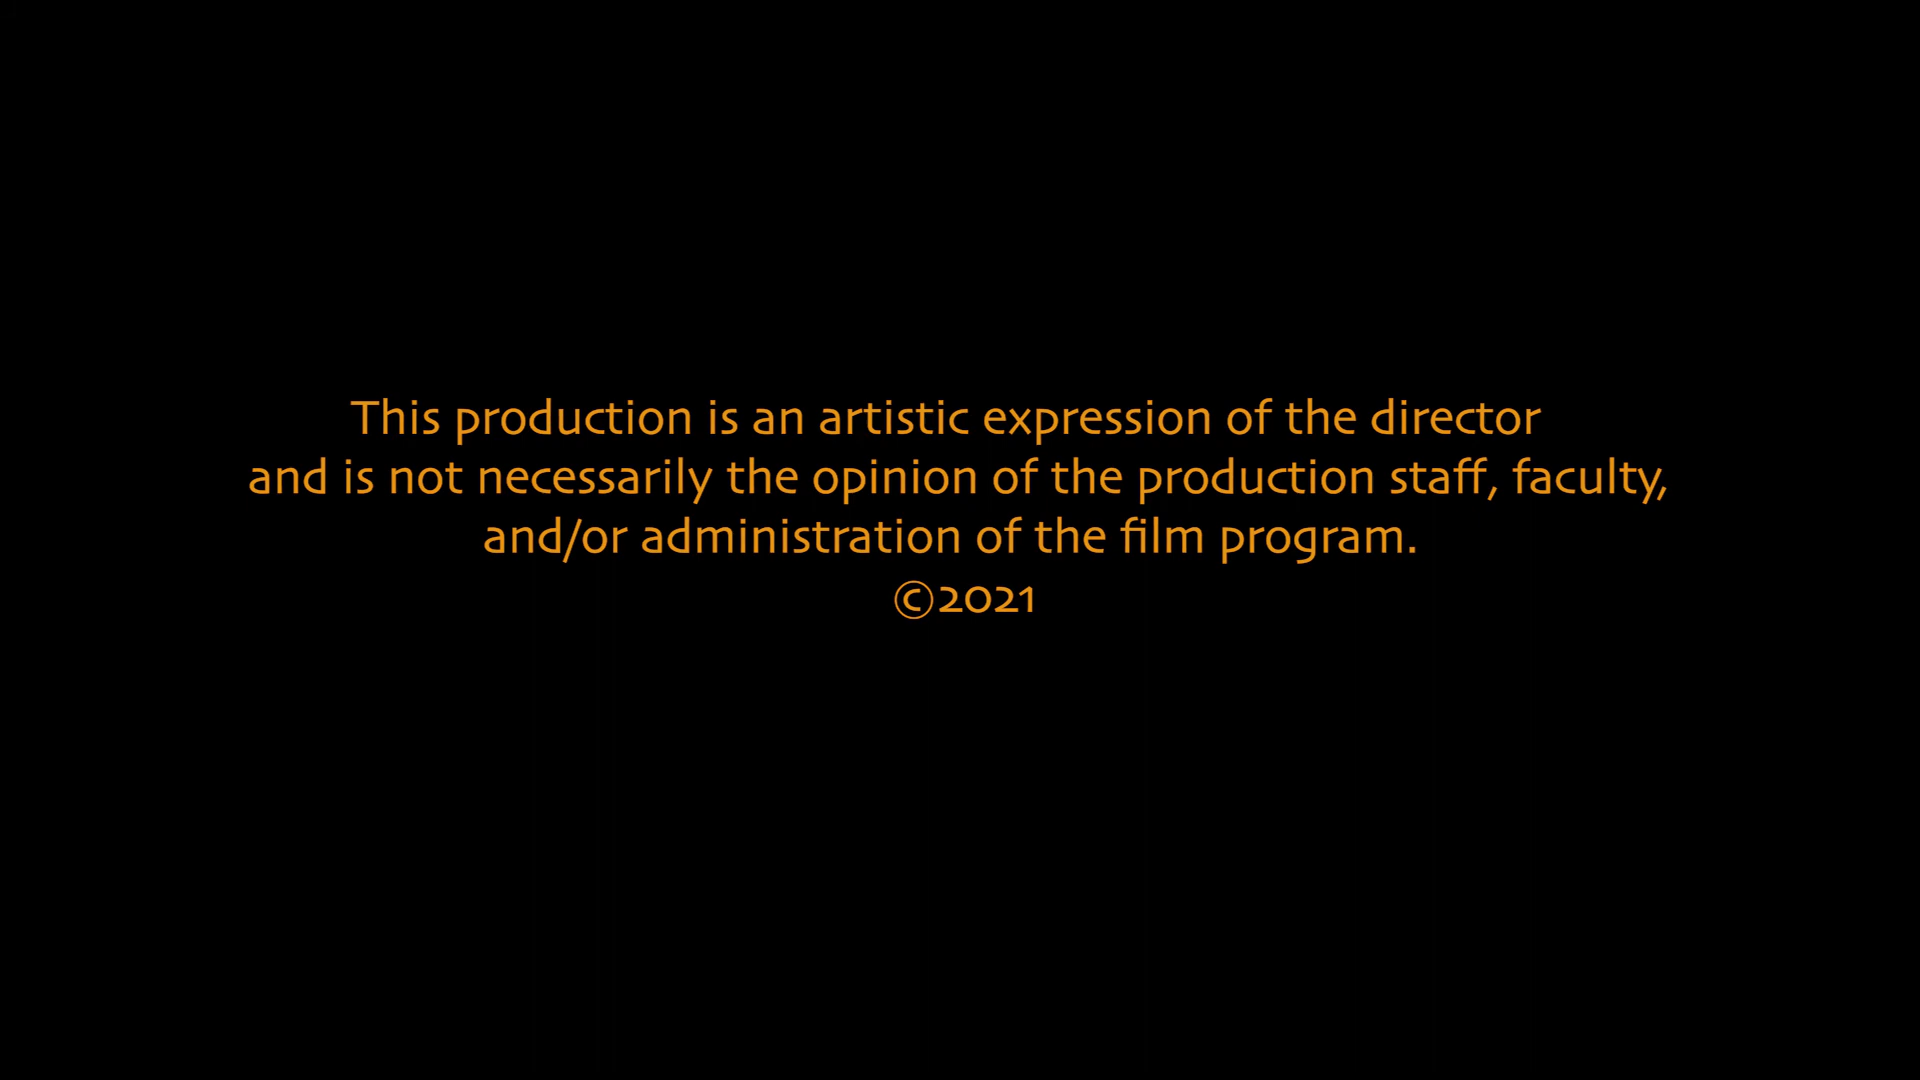 This production is an artistic expression of the director
and is not necessarily the opinion of the production staff, faculty,
and/or administration of the film program.
©2021